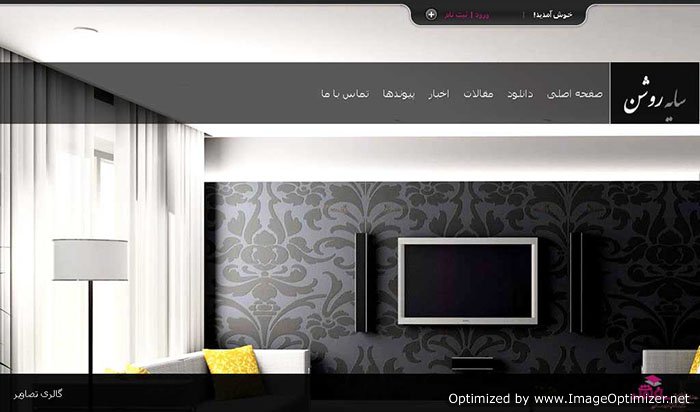 خوش آمدید! | ورود | ثبت نام
سایه روشن
صفحه اصلی دانلود مقالات اخبار پیوندها تماس با ما
گالری تصاویر
Optimized by www.ImageOptimizer.net